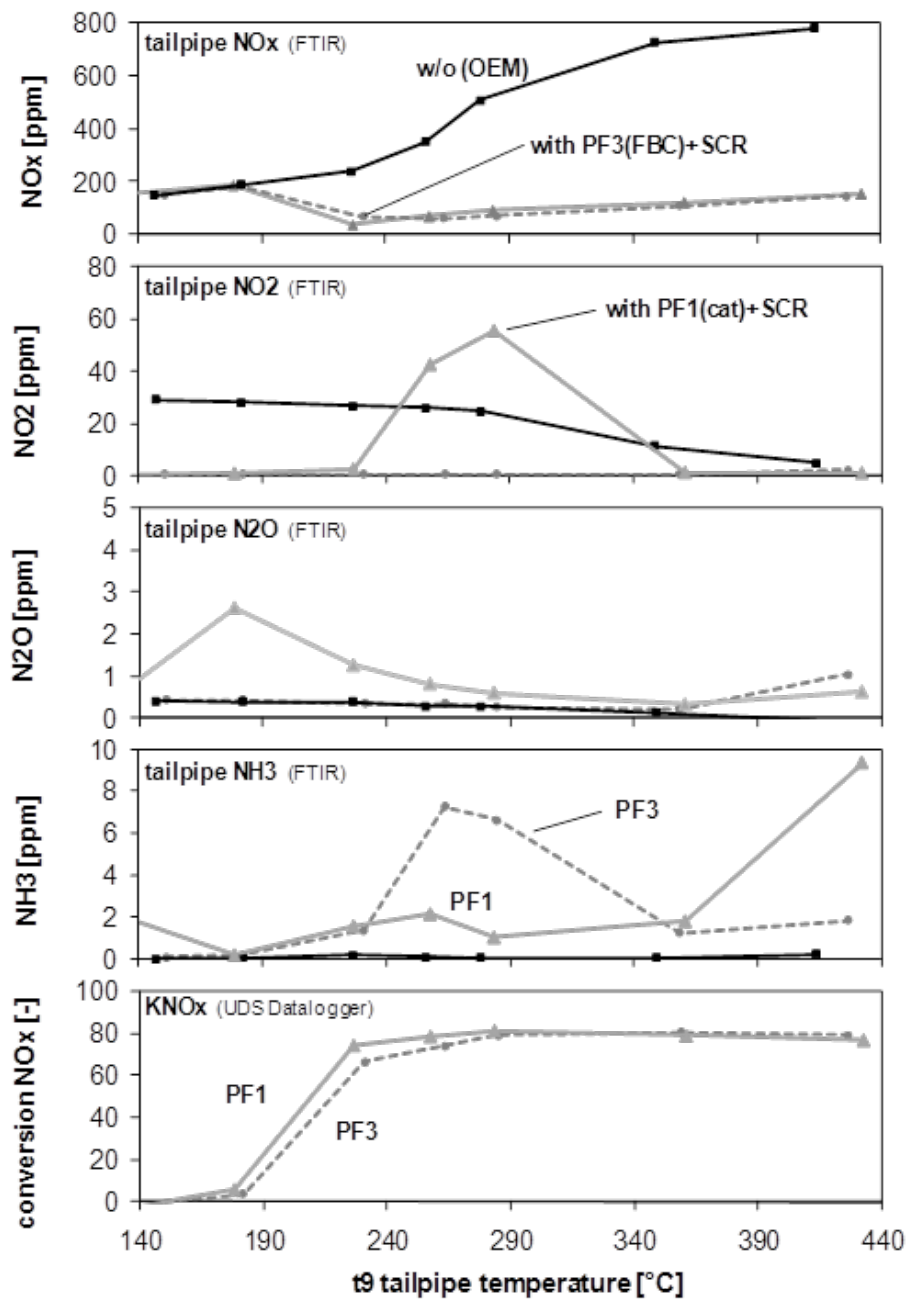 800
600
400
200
0
NOx [ppm]
tailpipe NOx (FTIR)
w/o (OEM)
with PF3(FBC)+SCR
80
60
40
20
0
NO2 [ppm]
tailpipe NO2 (FTIR)
with PF1(cat)+SCR
5
4
3
2
1
0
N2O [ppm]
tailpipe N2O (FTIR)
10
8
6
4
2
0
NH3 [ppm]
tailpipe NH3 (FTIR)
PF3
PF1
100
80
60
40
20
0
conversion NOx [-]
KNOx (UDS Datalogger)
PF1
PF3
140 190 240 290 340 390 440
t9 tailpipe temperature [°C]